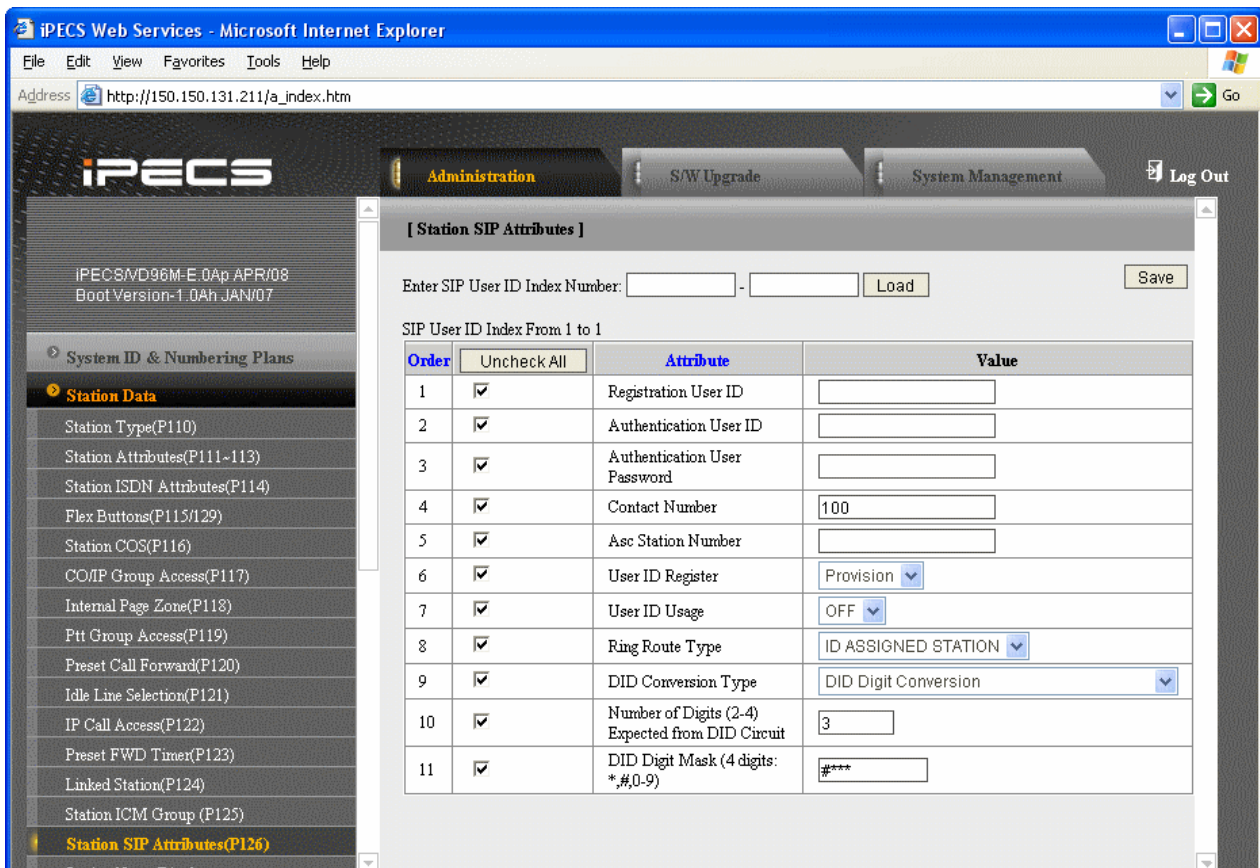 iPECS Web Services - Microsoft Internet Explorer
File Edit View Favorites Tools Help
Address http://150.150.131.211/a_index.htm Go
iPECS
Administration S/W Upgrade System Management Log Out
iPECS/VD96M-E.0Ap APR/08
Boot Version-1.0Ah JAN/07
System ID & Numbering Plans
Station Data
Station Type(P110)
Station Attributes(P111~113)
Station ISDN Attributes(P114)
Flex Buttons(P115/129)
Station COS(P116)
CO/IP Group Access(P117)
Internal Page Zone(P118)
Ptt Group Access(P119)
Preset Call Forward(P120)
Idle Line Selection(P121)
IP Call Access(P122)
Preset FWD Timer(P123)
Linked Station(P124)
Station ICM Group (P125)
Station SIP Attributes(P126)
[ Station SIP Attributes ]
Enter SIP User ID Index Number: - Load Save
SIP User ID Index From 1 to 1
Order Uncheck All Attribute Value
1 Registration User ID
2 Authentication User ID
3 Authentication User
Password
4 Contact Number 100
5 Asc Station Number
6 User ID Register Provision
7 User ID Usage OFF
8 Ring Route Type ID ASSIGNED STATION
9 DID Conversion Type DID Digit Conversion
10 Number of Digits (2-4)
Expected from DID Circuit 3
11 DID Digit Mask (4 digits:
*,#,0-9) #***